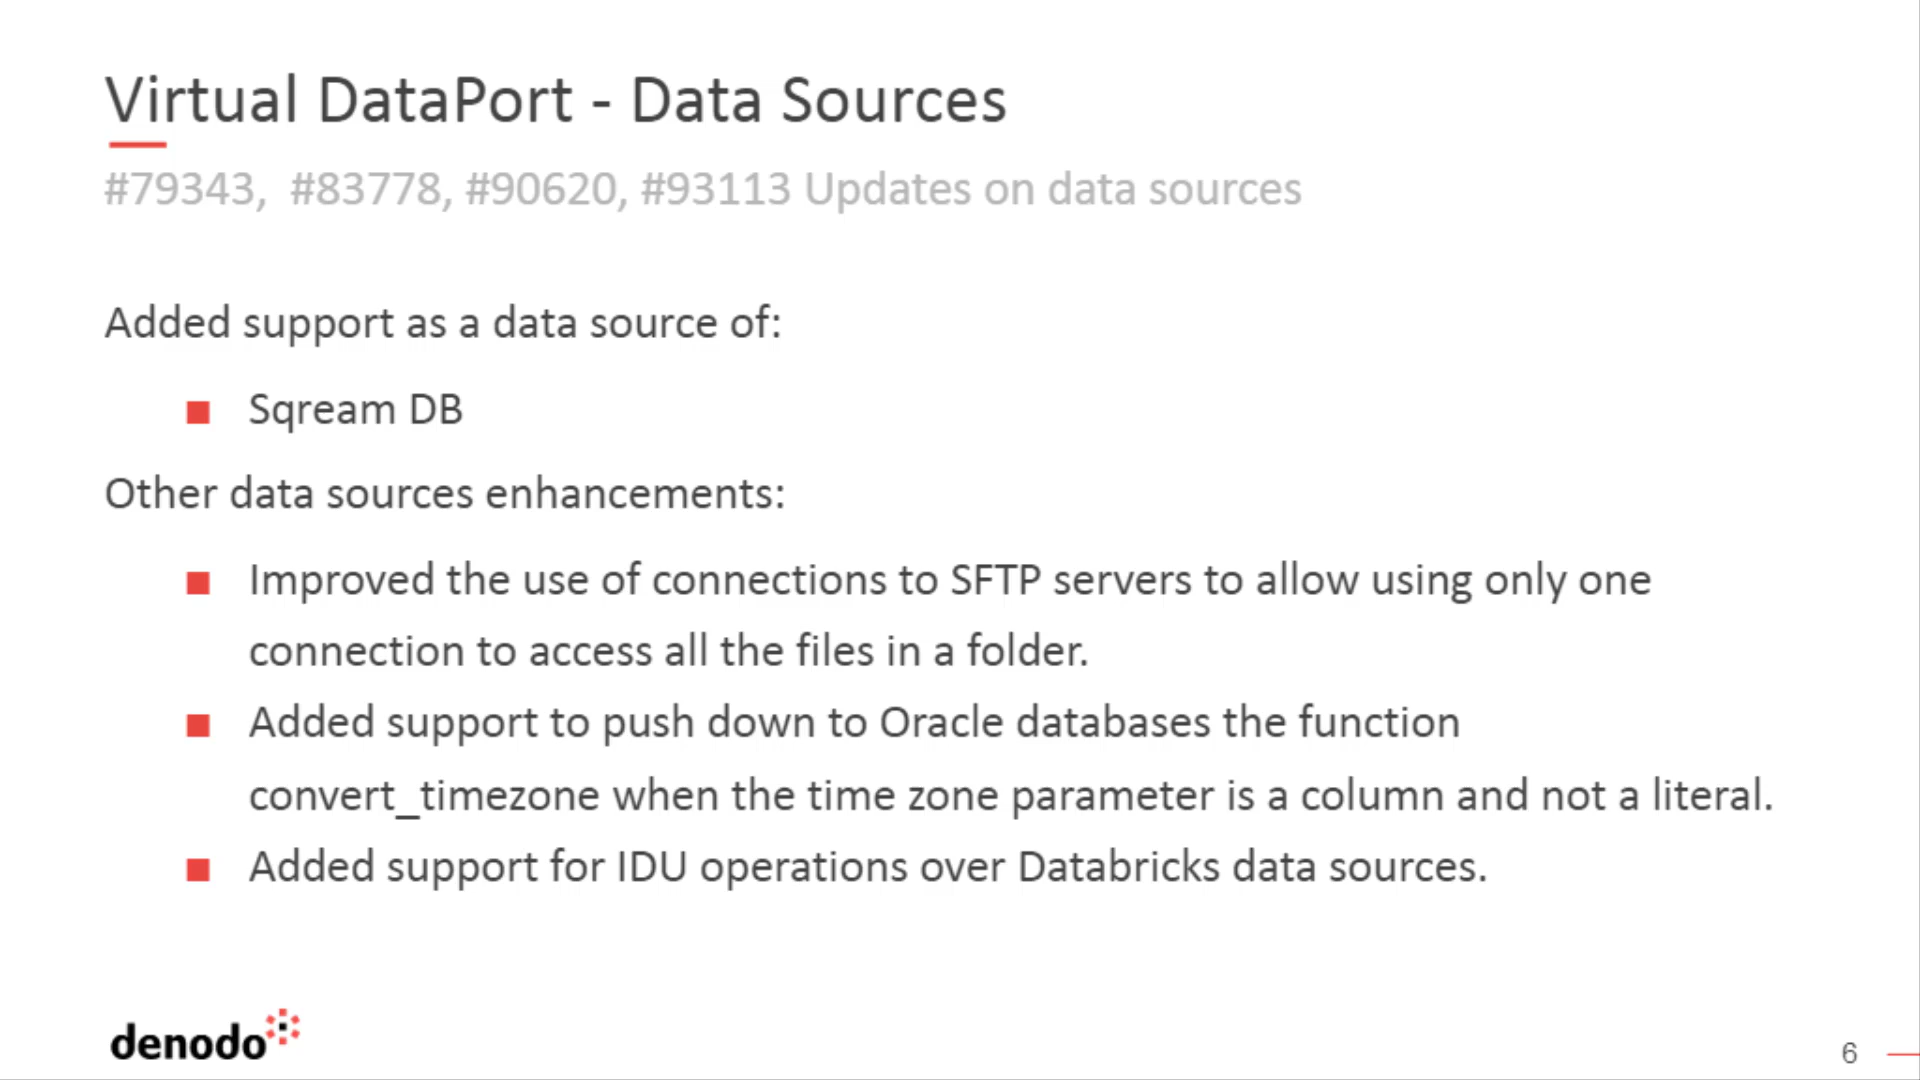 Virtual DataPort - Data Sources
#79343,  #83778, #90620, #93113 Updates on data sources
Added support as a data source of:
■ Sqream DB
Other data sources enhancements:
■ Improved the use of connections to SFTP servers to allow using only one
connection to access all the files in a folder.
■ Added support to push down to Oracle databases the function
convert_timezone when the time zone parameter is a column and not a literal.
■ Added support for IDU operations over Databricks data sources.
denodo
6